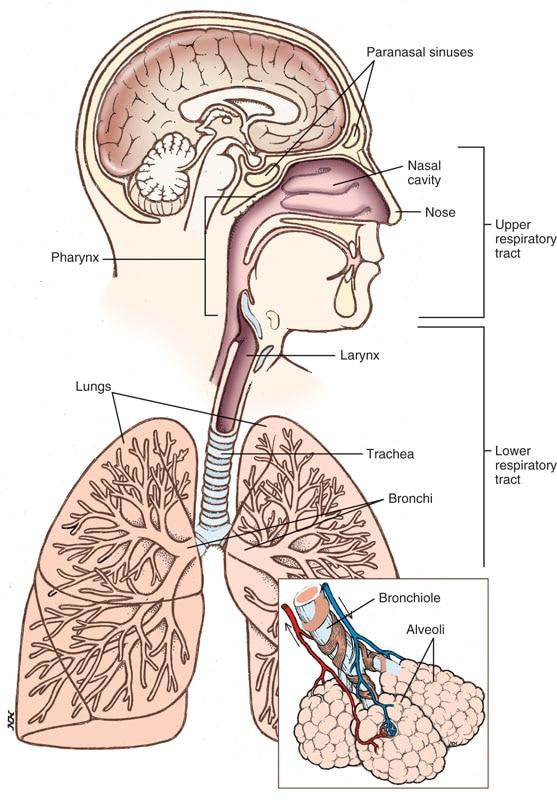 Paranasal sinuses
Nasal
cavity
Nose
Upper
respiratory
tract
Pharynx
Larynx
Lungs
Trachea
Lower
respiratory
tract
Bronchi
Bronchiole
Alveoli